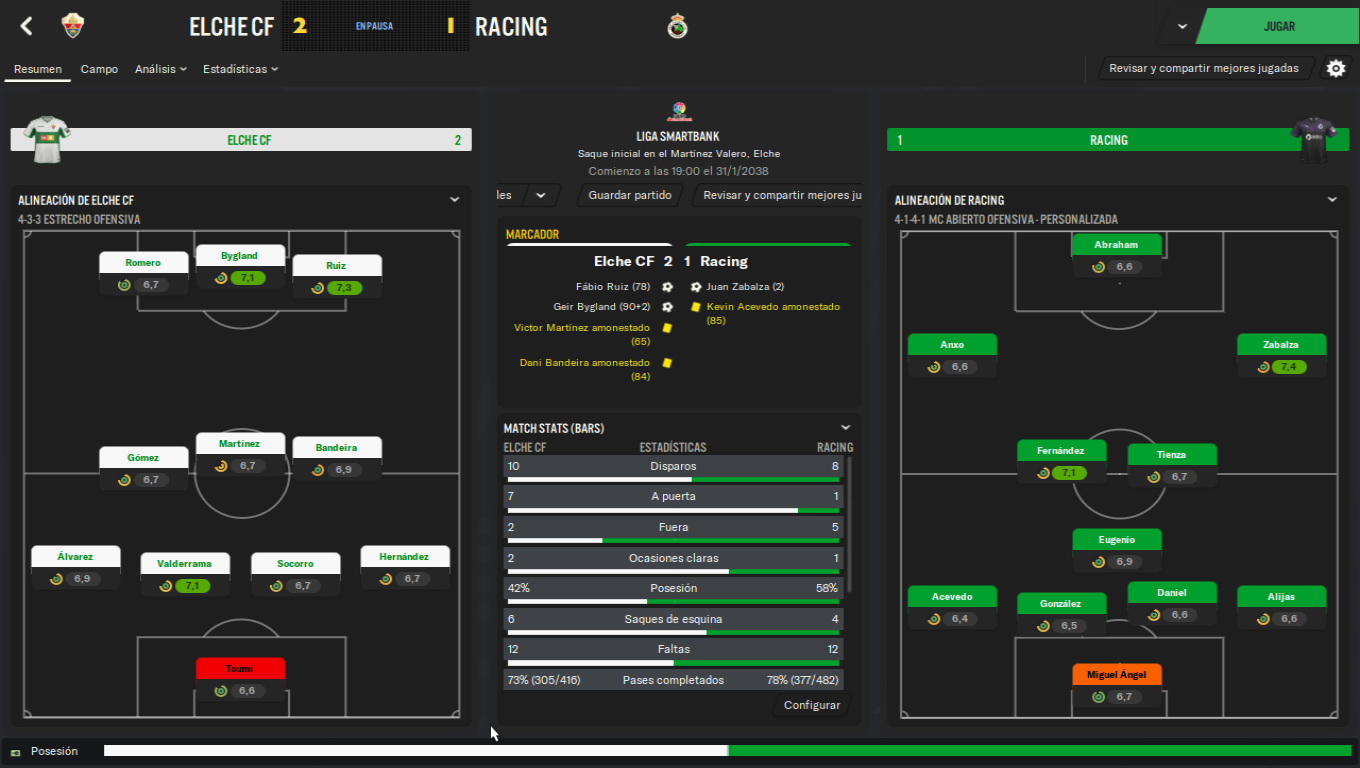 ELCHE CF 2 EN PAUSA 1 RACING
JUGAR
Resumen Campo Análisis Estadísticas
Revisar y compartir mejores jugadas
ELCHE CF 2
LIGA SMARTBANK
Saque inicial en el Martínez Valero, Elche
Comienzo a las 19:00 el 31/1/2038
les Guardar partido Revisar y compartir mejores ju
1 RACING
ALINEACIÓN DE ELCHE CF
4-3-3 ESTRECHO OFENSIVA
Romero
6,7
Bygland
7,1
Ruiz
7,3
Gómez
6,7
Martínez
6,7
Bandeira
6,9
Álvarez
6,9
Valderrama
7,1
Socorro
6,7
Hernández
6,7
Toumi
6,6
MARCADOR
Elche CF 2 1 Racing
Fábio Ruiz (78)
Geir Bygland (90+2)
Victor Martínez amonestado
(65)
Dani Bandeira amonestado
(84)
Juan Zabalza (2)
Kevin Acevedo amonestado
(85)
MATCH STATS (BARS)
ELCHE CF ESTADÍSTICAS RACING
10 Disparos 8
7 A puerta 1
2 Fuera 5
2 Ocasiones claras 1
42% Posesión 58%
6 Saques de esquina 4
12 Faltas 12
73% (305/416) Pases completados 78% (377/482)
Configurar
ALINEACIÓN DE RACING
4-1-4-1 MC ABIERTO OFENSIVA - PERSONALIZADA
Abraham
6,6
Anxo
6,6
Zabalza
7,4
Fernández
7,1
Tienza
6,7
Eugenio
6,9
Acevedo
6,4
González
6,5
Daniel
6,6
Alijas
6,6
Miguel Ángel
6,7
Posesión